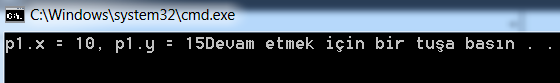 C:\Windows\system32\cmd.exe
p1.x = 10, p1.y = 15Devam etmek için bir tuşa basın . .